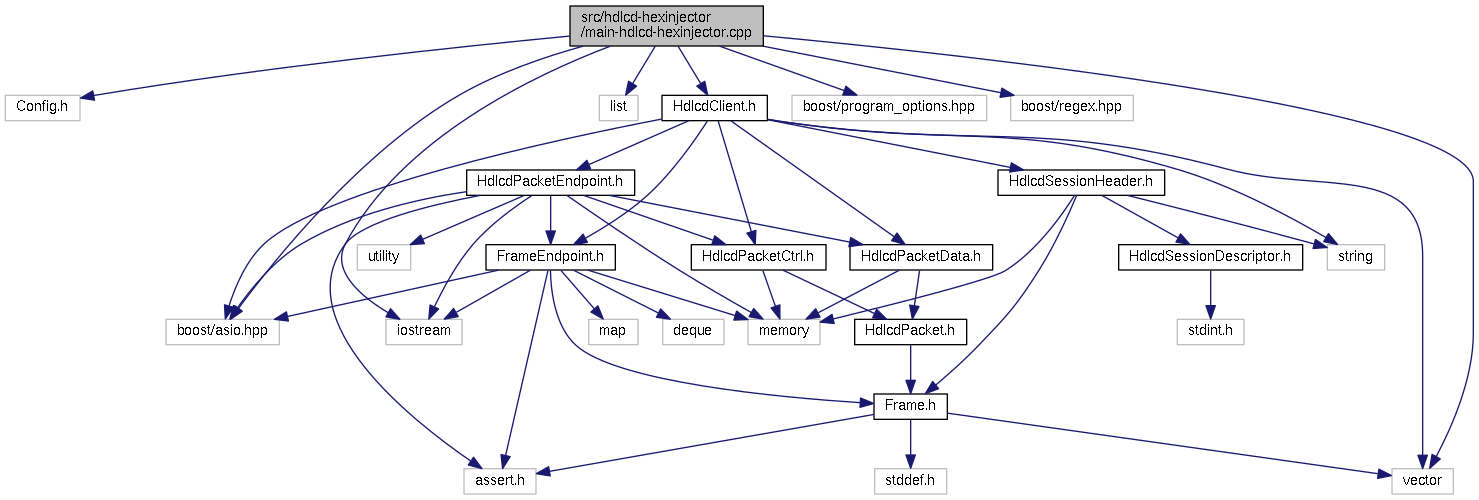 src/hdlcd-hexinjector
/main-hdlcd-hexinjector.cpp
Config.h
list
HdlcdClient.h
boost/program_options.hpp
boost/regex.hpp
HdlcdPacketEndpoint.h
HdlcdSessionHeader.h
utility
FrameEndpoint.h
HdlcdPacketCtrl.h
HdlcdPacketData.h
HdlcdSessionDescriptor.h
string
boost/asio.hpp
iostream
map
deque
memory
HdlcdPacket.h
stdint.h
Frame.h
assert.h
stddef.h
vector